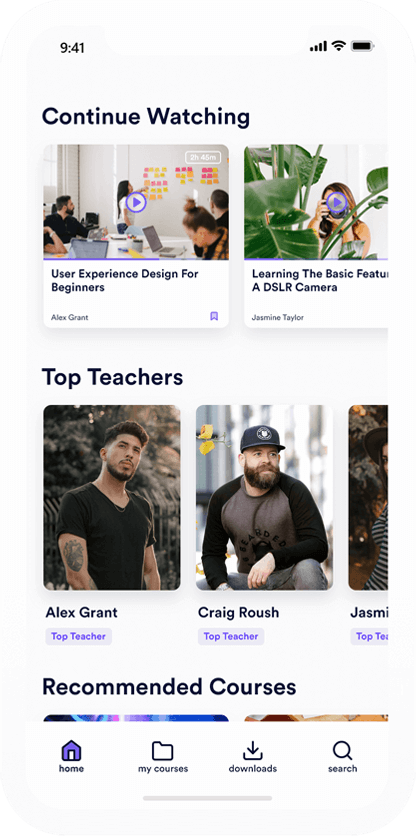 9:41
Continue Watching
2h 45m
User Experience Design For
Beginners
Alex Grant
Learning The Basic Featu
A DSLR Camera
Jasmine Taylor
Top Teachers
BEARDED
Alex Grant
Top Teacher
Craig Roush
Top Teacher
Jasmi
Top Tea
Recommended Courses
home
my courses
downloads
search